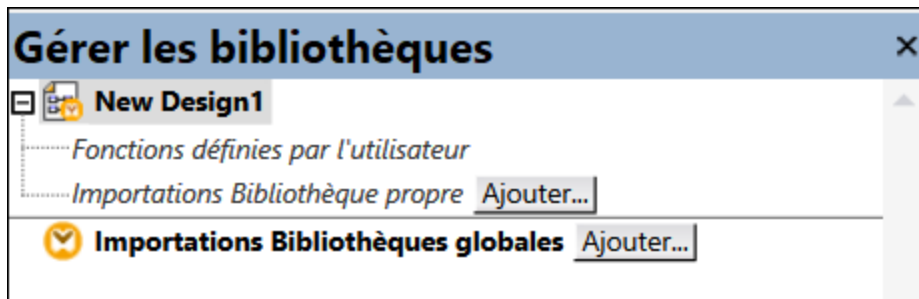 Gérer les bibliothèques
New Design1
Fonctions définies par l'utilisateur
Importations Bibliothèque propre Ajouter...
Importations Bibliothèques globales Ajouter...